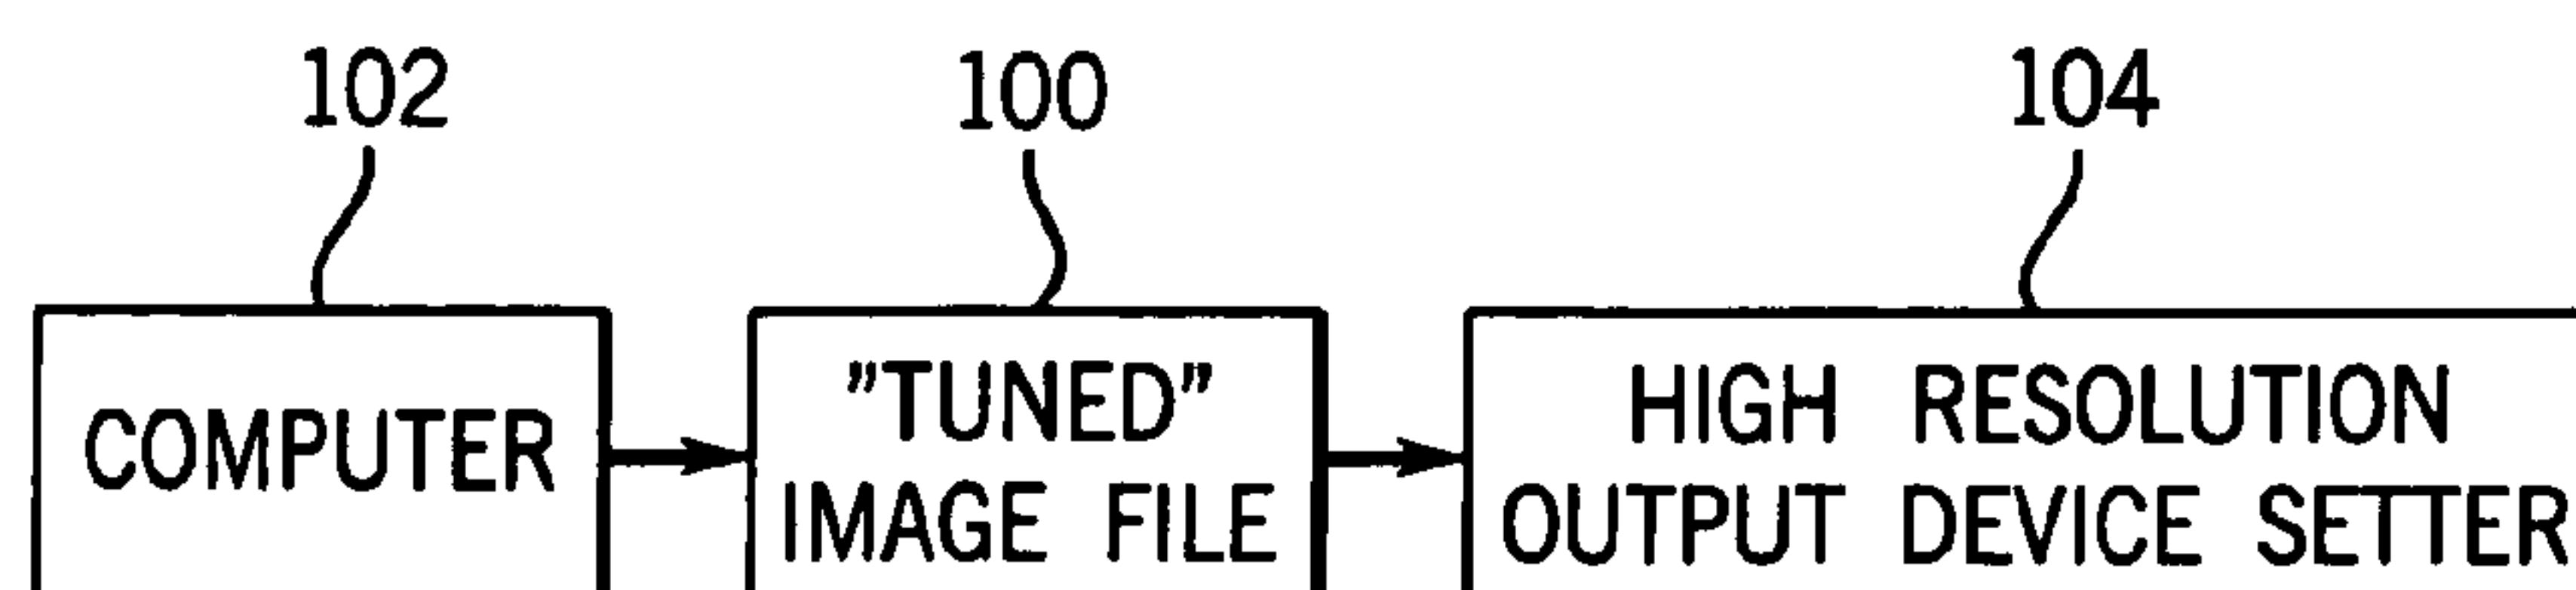 102
100
104
COMPUTER
"TUNED"
IMAGE FILE
HIGH RESOLUTION
OUTPUT DEVICE SETTER